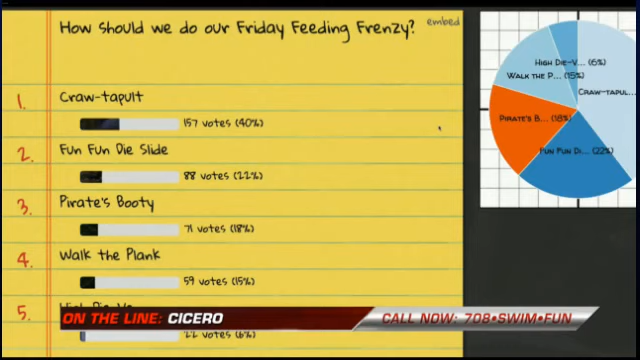 How should we do our Friday Feeding Frenzy?
embed
1. Craw-tapult
157 votes (40%)
2. Fun Fun Die Slide
88 votes (22%)
3. Pirate's Booty
71 votes (18%)
4. Walk the Plank
59 votes (15%)
5.
22 votes (6%)
High Die-V... (6%)
Walk the P... (15%)
Craw-tapul...
Pirate's B... (18%)
Fun Fun Di... (22%)
ON THE LINE: CICERO
CALL NOW: 708•SWIM•FUN